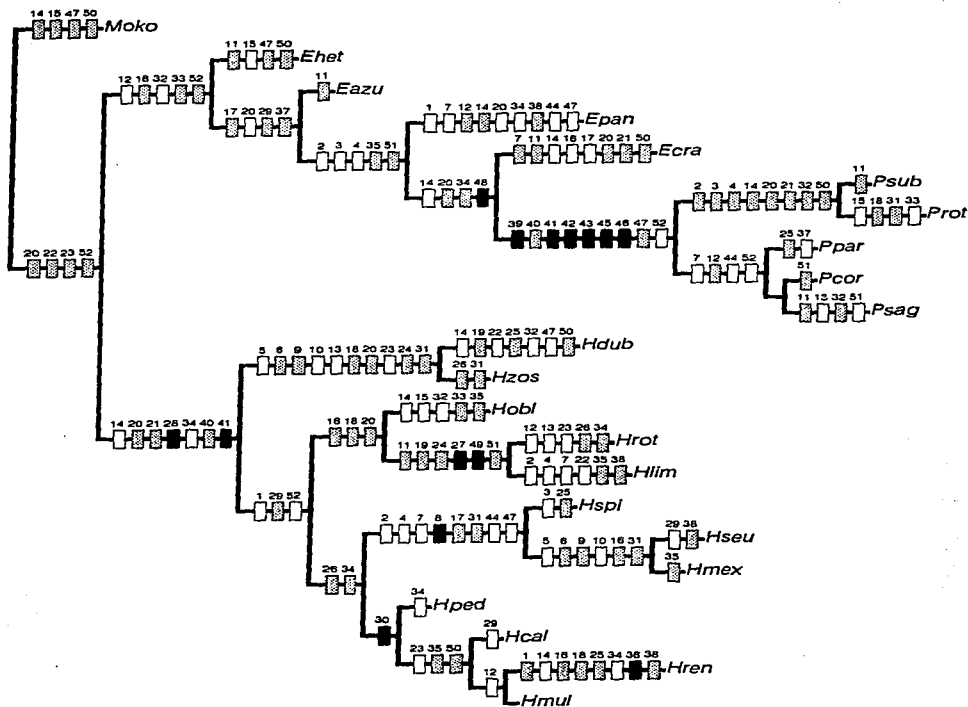 14 15 47 50 Moko
11 15 47 50 Ehet
12 16 32 33 52
11 Eazu
17 20 29 37
1 7 12 14 20 34 38 44 47 Epan
2 3 4 35 51
7 11 14 16 17 20 21 50 Ecra
14 20 34 48
2 3 4 14 20 21 32 50
11 Psub
15 18 31 33 Prot
39 40 41 42 43 45 46 47 52
25 37 Ppar
7 12 44 52
51 Pcor
11 13 32 51 Psag
20 22 23 52
14 19 22 25 32 47 50 Hdub
5 6 9 10 13 18 20 23 24 31
26 31 Hzos
14 15 32 33 35 Hobl
14 20 21 28 34 40 41
16 18 20
12 13 23 26 34 Hrot
11 19 24 27 49 51
2 4 7 22 35 38 Hlim
1 29 52
3 25 Hspi
2 4 7 8 17 31 44 47
29 38 Hseu
5 6 9 10 16 31
35 Hmex
26 34
34 Hped
30
29 Hcal
23 35 50
1 14 16 18 25 34 36 38 Hren
12
Hmul